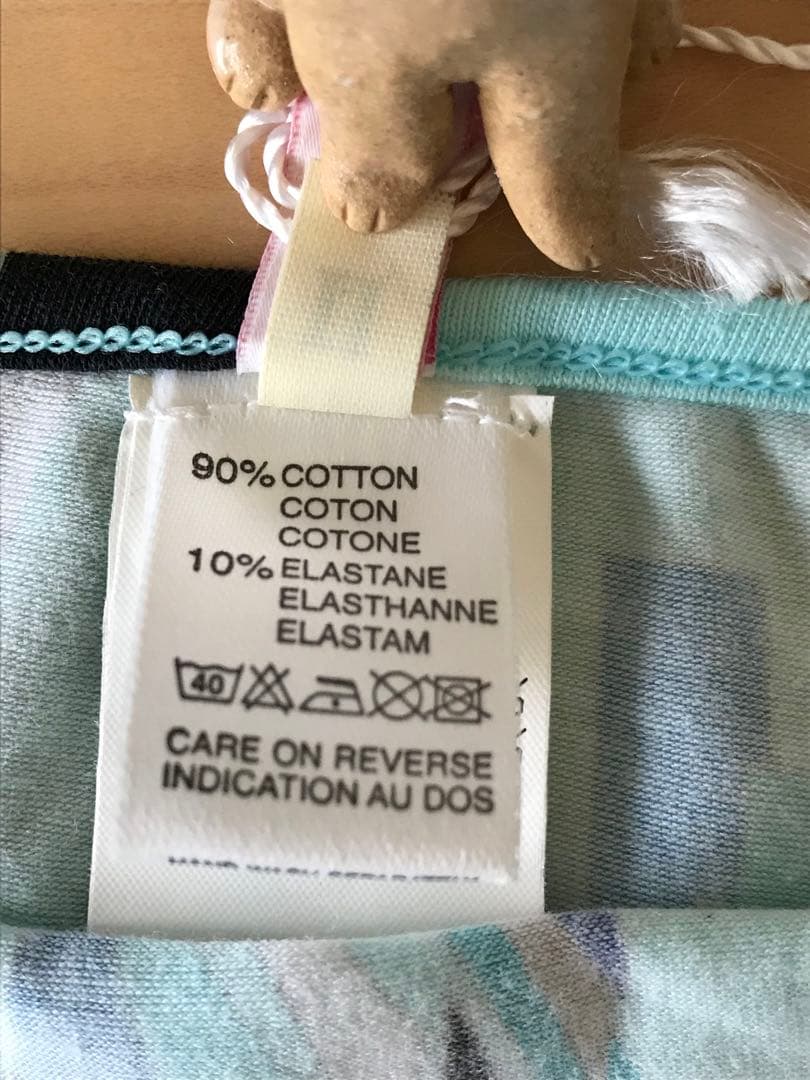 90% COTTON
COTON
COTONE
10% ELASTANE
ELASTHANNE
ELASTAM
40
CARE ON REVERSE
INDICATION AU DOS